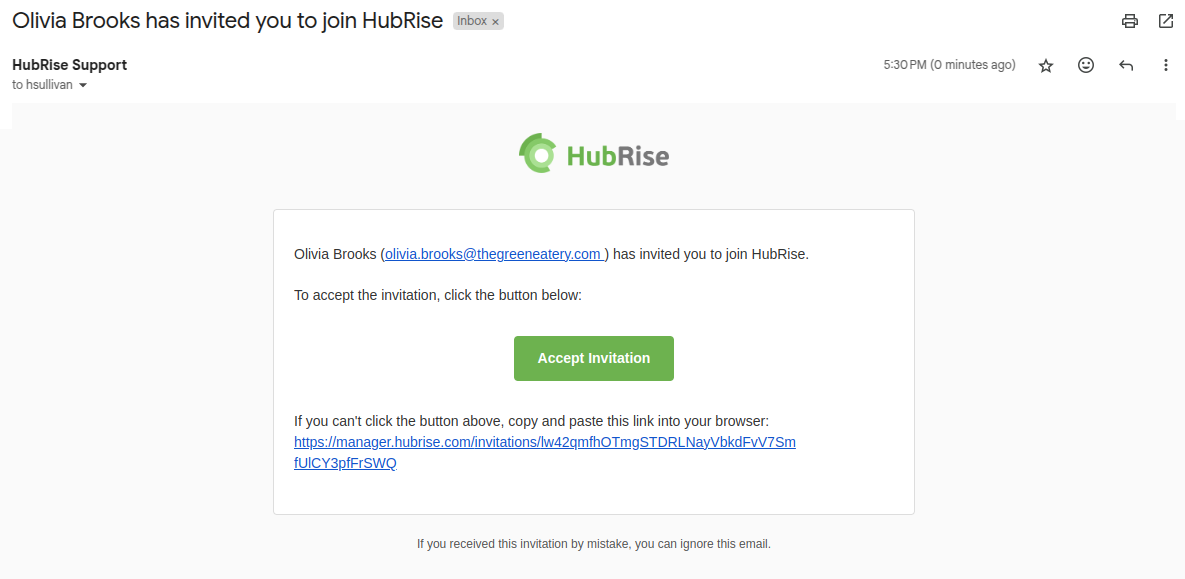 Olivia Brooks has invited you to join HubRise Inbox ×
HubRise Support 5:30 PM (0 minutes ago)
to hsullivan
HubRise
Olivia Brooks (olivia.brooks@thegreeneatery.com ) has invited you to join HubRise.
To accept the invitation, click the button below:
Accept Invitation
If you can't click the button above, copy and paste this link into your browser:
https://manager.hubrise.com/invitations/lw42qmfhOTmgSTDRLNayVbkdFvV7Sm
fUlCY3pfFrSWQ
If you received this invitation by mistake, you can ignore this email.